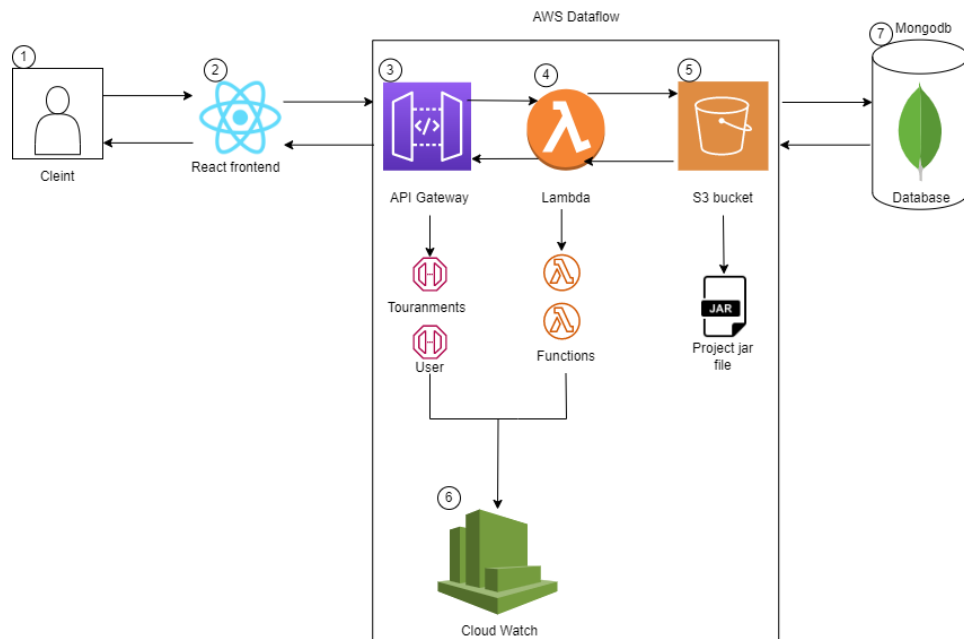 AWS Dataflow
1
2
3
4
5
7
Mongodb
Cleint
React frontend
API Gateway
Lambda
S3 bucket
Database
Touranments
User
Functions
JAR
Project jar
file
6
Cloud Watch